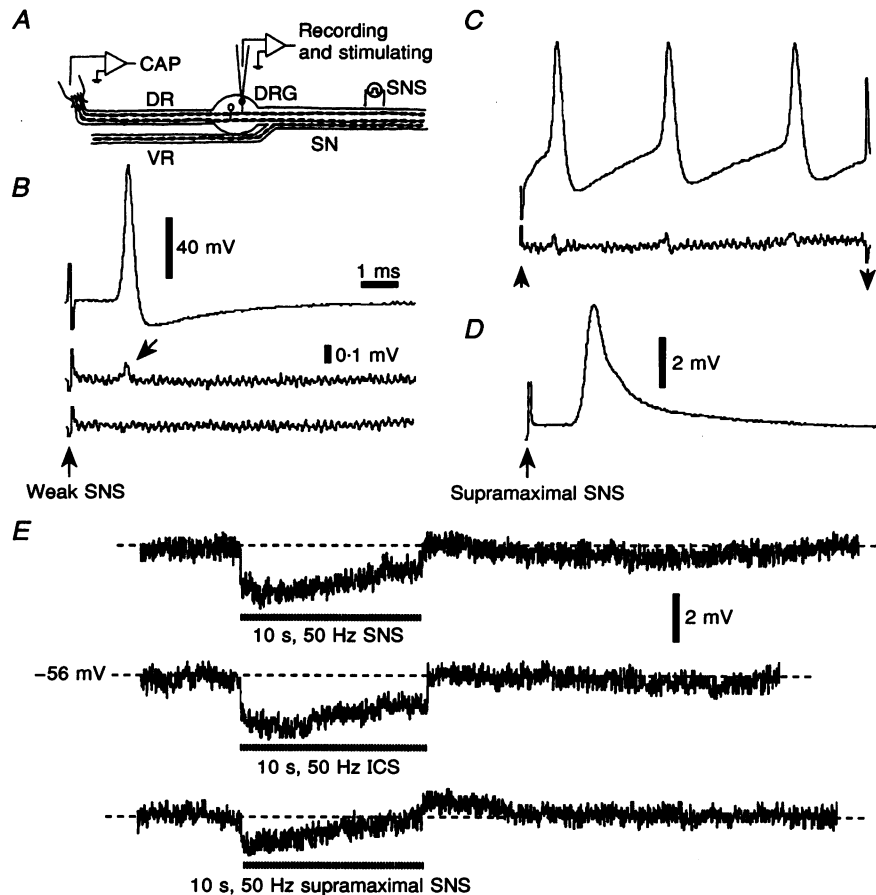 A
CAP
Recording
and stimulating
DR
DRG
SNS
VR
SN
B
40 mV
1 ms
0·1 mV
Weak SNS
C
D
2 mV
Supramaximal SNS
E
10 s, 50 Hz SNS
2 mV
−56 mV
10 s, 50 Hz ICS
10 s, 50 Hz supramaximal SNS